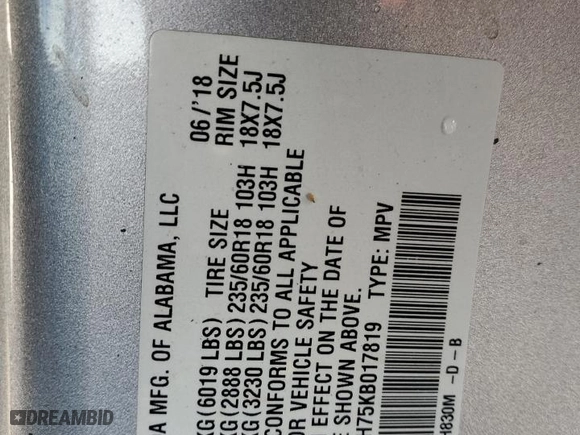 A MFG. OF ALABAMA, LLC 06/'18
KG(6019 LBS) TIRE SIZE RIM SIZE
KG(2888 LBS) 235/60R18 103H 18X7.5J
KG(3230 LBS) 235/60R18 103H 18X7.5J
CONFORMS TO ALL APPLICABLE
OR VEHICLE SAFETY
N EFFECT ON THE DATE OF
E SHOWN ABOVE.
H75KB017819 TYPE: MPV
H830M -D-B
DREAMBID